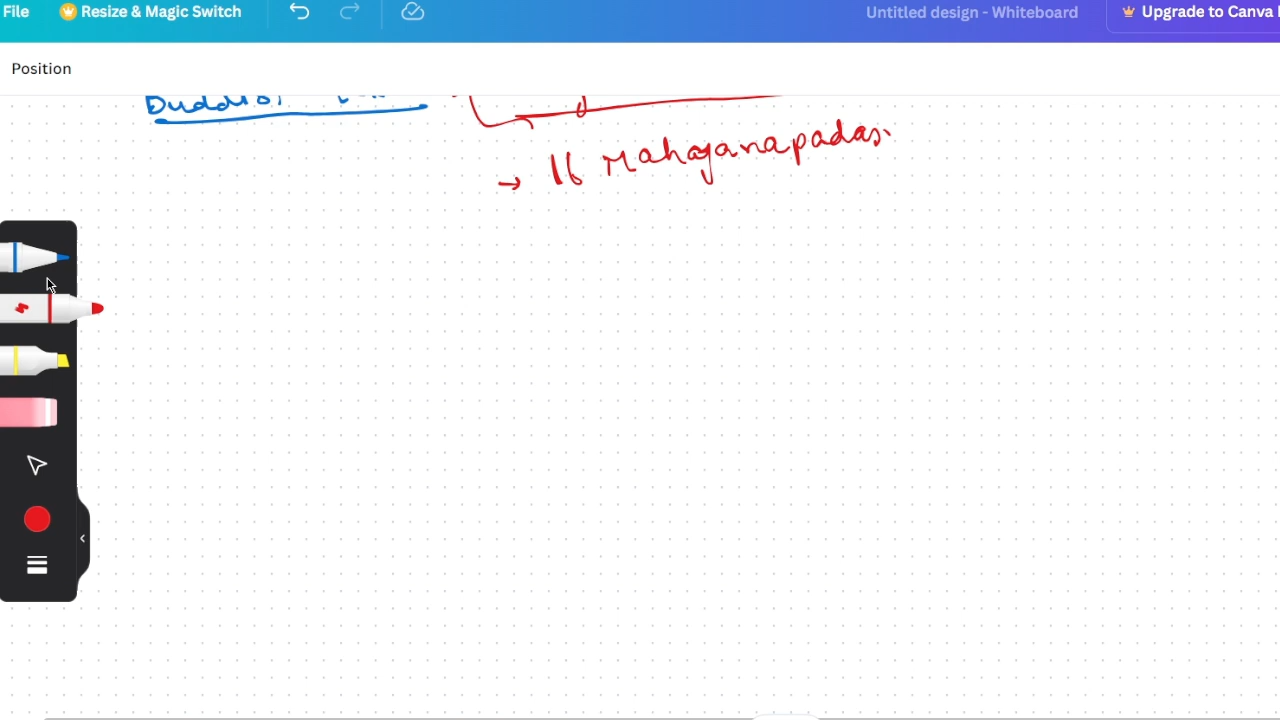 File Resize & Magic Switch Untitled design - Whiteboard Upgrade to Canva
Position
→ 16 Mahajanapadas.